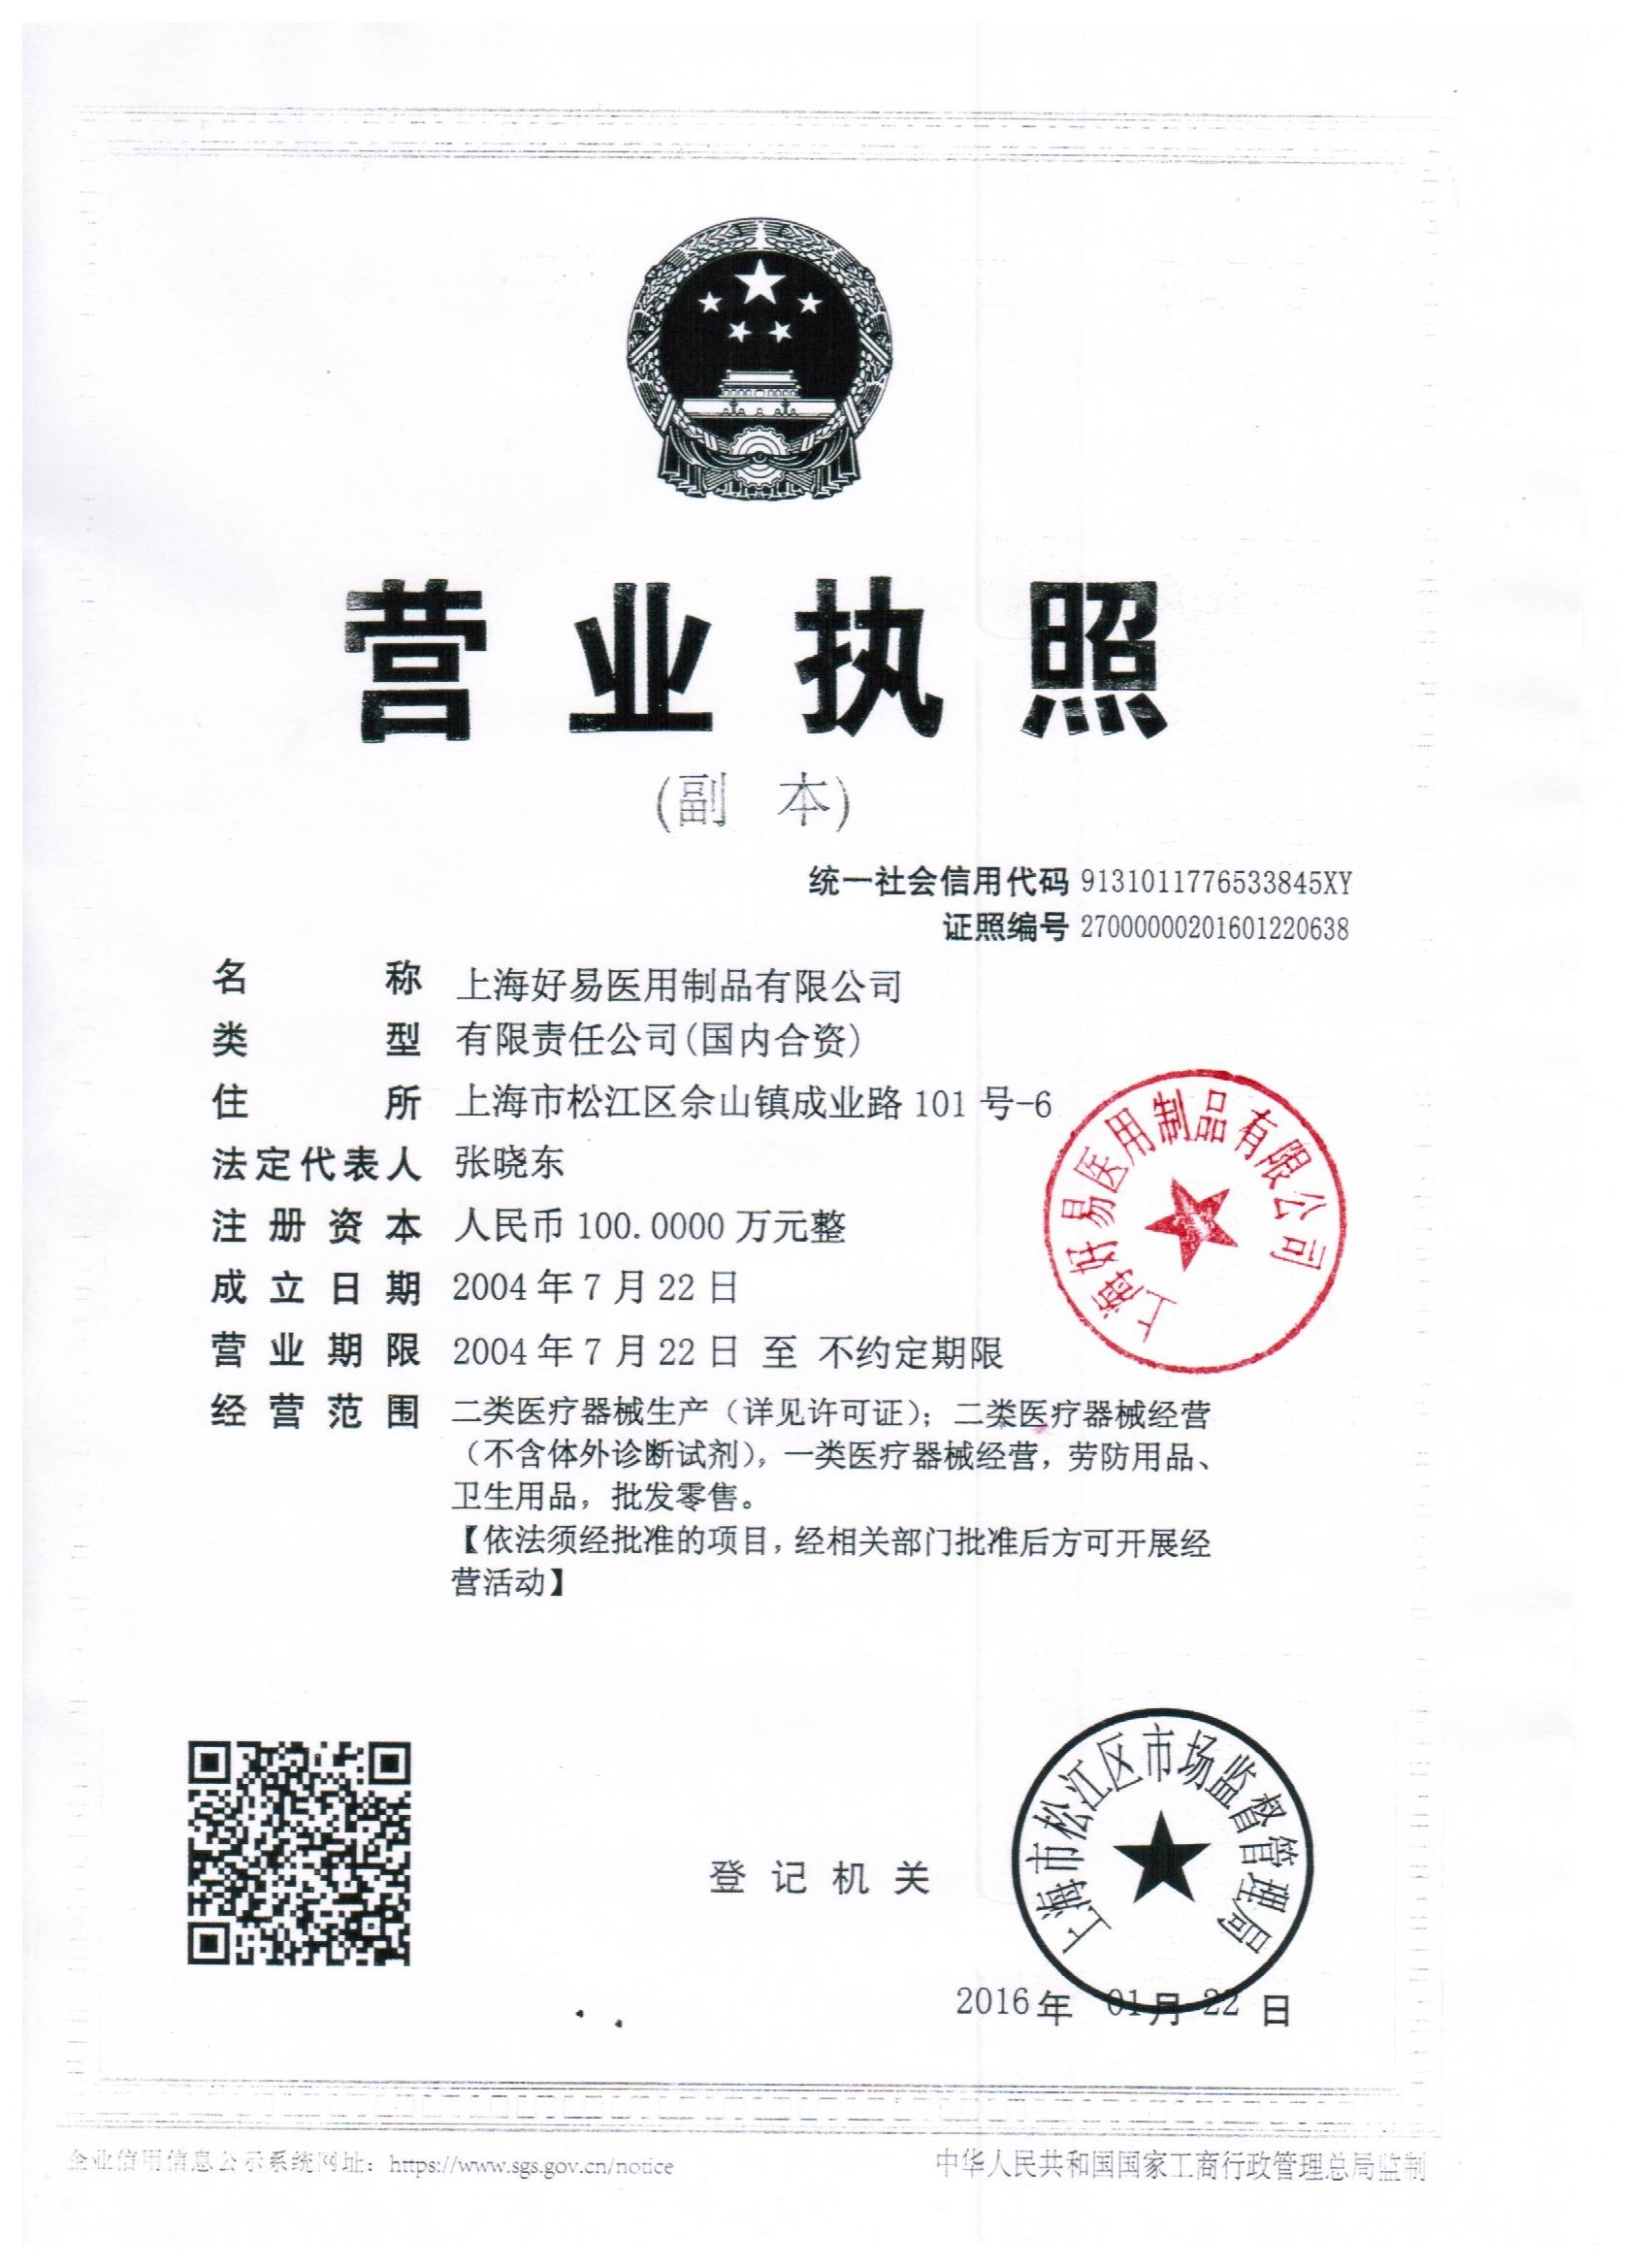 营业执照
(副 本)
统一社会信用代码 9131011776533845XY
证照编号 27000000201601220638
名 称 上海好易医用制品有限公司
类 型 有限责任公司(国内合资)
住 所 上海市松江区佘山镇成业路 101 号-6
法定代表人 张晓东
注 册 资 本 人民币 100.0000 万元整
成 立 日 期 2004 年 7 月 22 日
营 业 期 限 2004 年 7 月 22 日 至 不约定期限
经 营 范 围 二类医疗器械生产（详见许可证）；二类医疗器械经营
（不含体外诊断试剂），一类医疗器械经营，劳防用品、
卫生用品，批发零售。
【依法须经批准的项目，经相关部门批准后方可开展经
营活动】
上海好易医用制品有限公司
登 记 机 关
上海市松江区市场监督管理局
2016 年 01 月 22 日
企业信用信息公示系统网址：https://www.sgs.gov.cn/notice
中华人民共和国国家工商行政管理总局监制